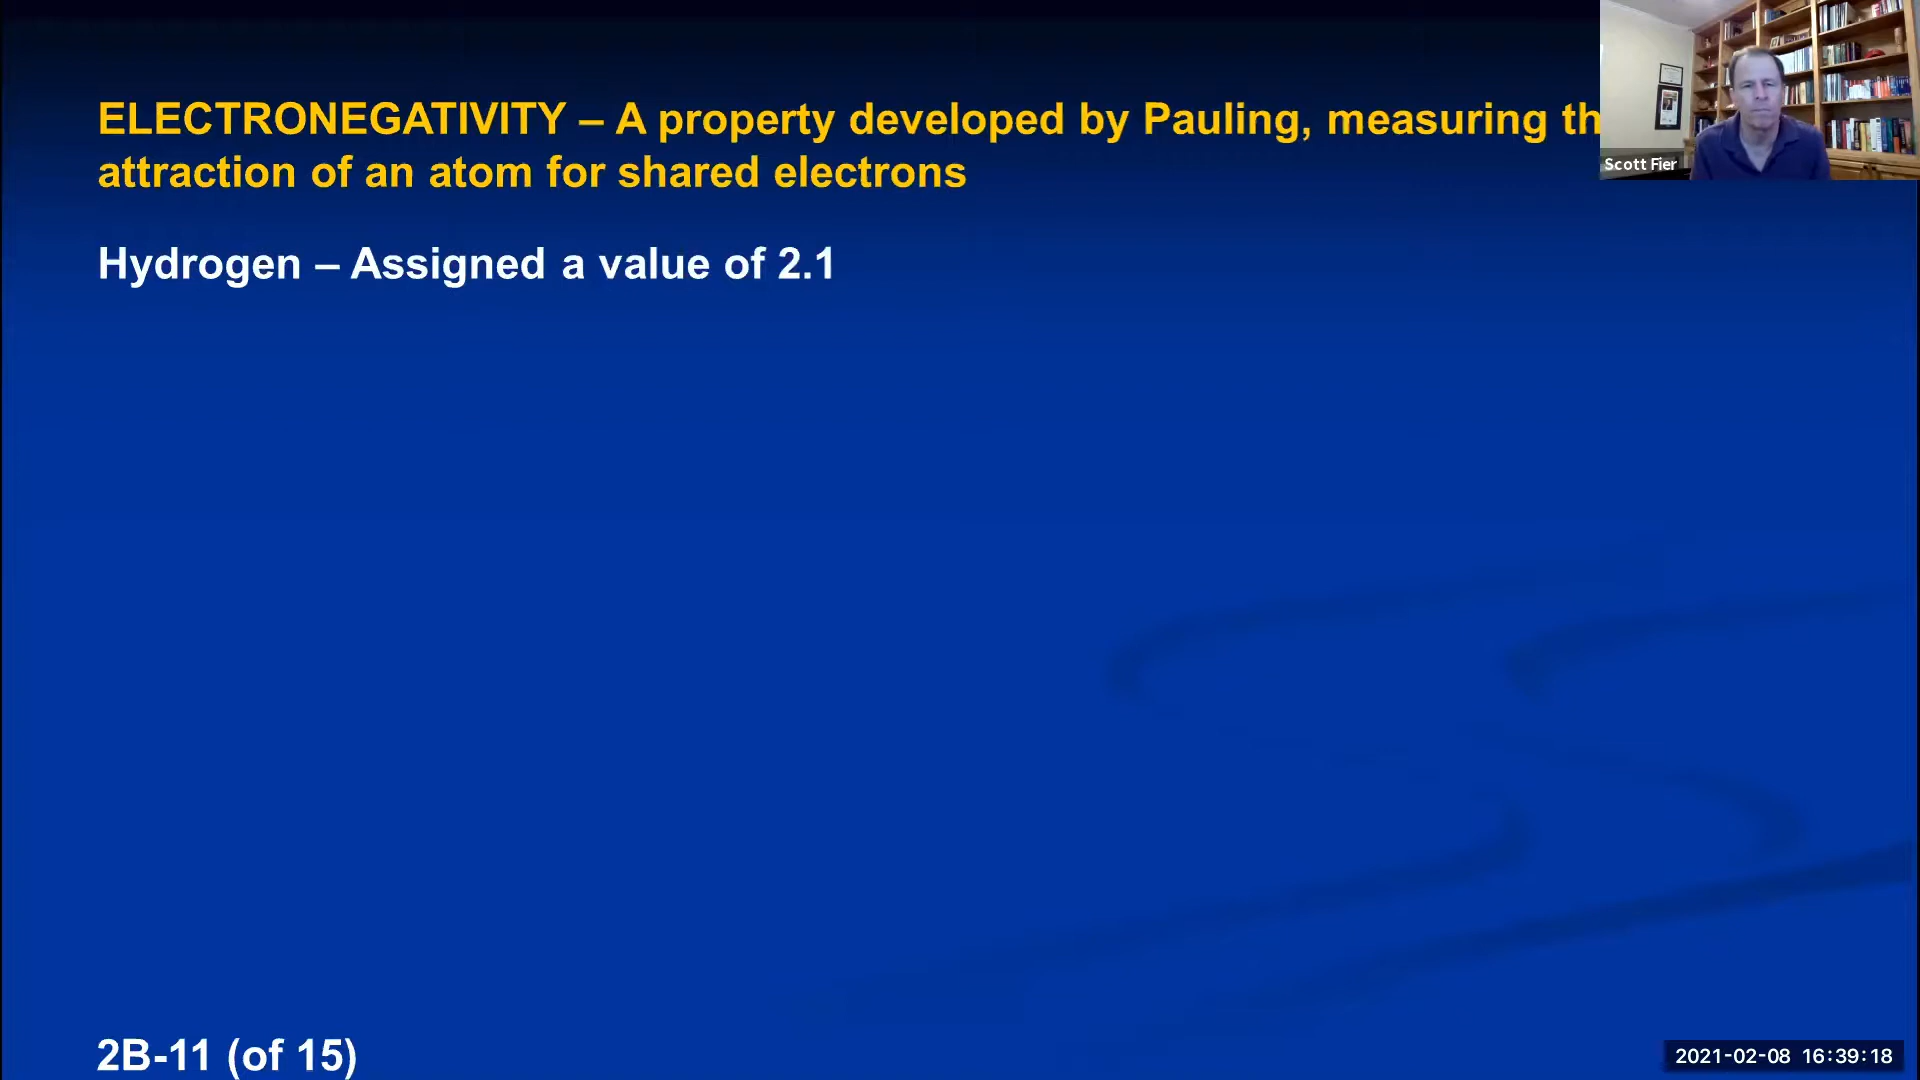 ELECTRONEGATIVITY – A property developed by Pauling, measuring th
attraction of an atom for shared electrons
Hydrogen – Assigned a value of 2.1
Scott Fier
2B-11 (of 15)
2021-02-08 16:39:18